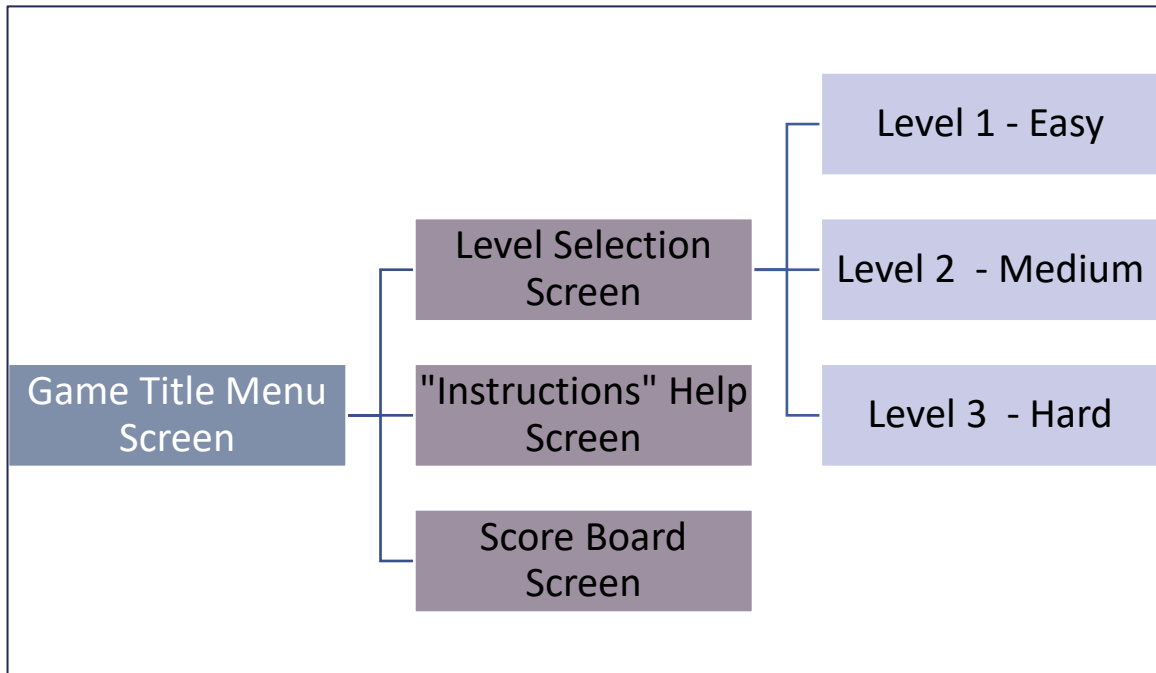 Game Title Menu
Screen
Level Selection
Screen
"Instructions" Help
Screen
Score Board
Screen
Level 1 - Easy
Level 2  - Medium
Level 3  - Hard